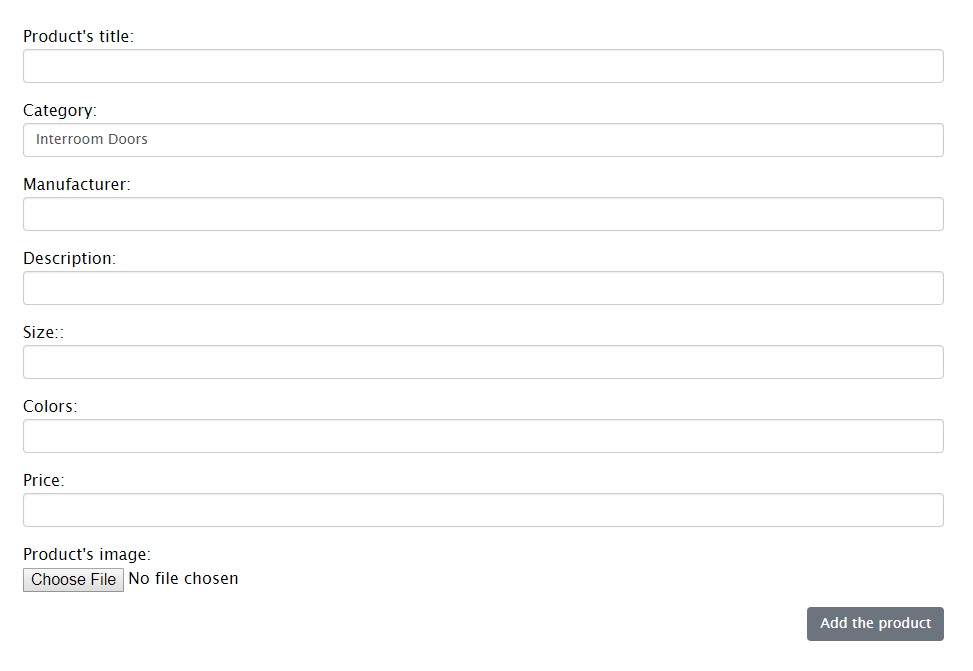 Product's title:
Category:
Interroom Doors
Manufacturer:
Description:
Size::
Colors:
Price:
Product's image:
Choose File No file chosen
Add the product